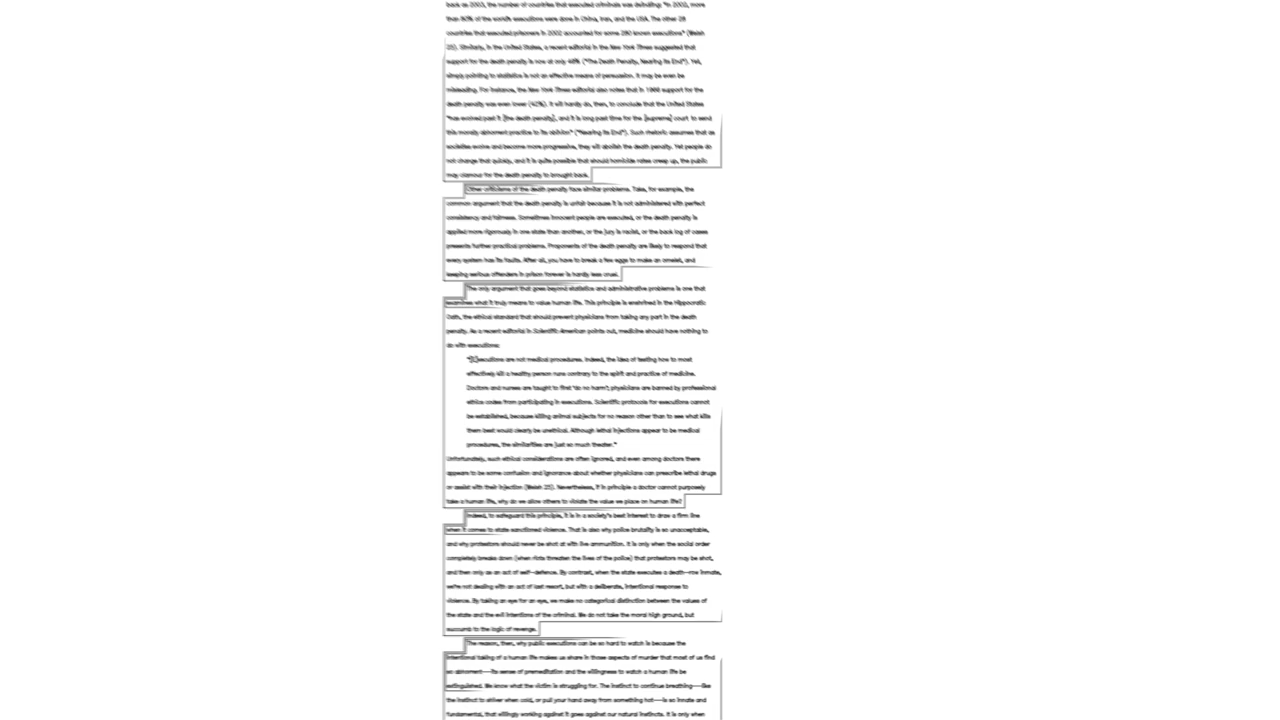 back as 2003, the number of countries that executed criminals was dwindling: "In 2002, more
than 80% of the world's executions were done in China, Iran, and the USA. The other 28
countries that executed prisoners in 2002 accounted for some 280 known executions" (Welsh
25). Similarly, in the United States, a recent editorial in the New York Times suggested that
support for the death penalty is now at only 48% ("The Death Penalty, Nearing Its End"). Yet,
simply pointing to statistics is not an effective means of persuasion. It may be even be
misleading. For instance, the New York Times editorial also notes that in 1966 support for the
death penalty was even lower (42%). It will hardly do, then, to conclude that the United States
"has evolved past it [the death penalty], and it is long past time for the [supreme] court to send
this morally abhorrent practice to its oblivion" ("Nearing Its End"). Such rhetoric assumes that as
societies evolve and become more progressive, they will abolish the death penalty. Yet people do
not change that quickly, and it is quite possible that should homicide rates creep up, the public
may clamour for the death penalty to brought back.
Other criticisms of the death penalty face similar problems. Take, for example, the
common argument that the death penalty is unfair because it is not administered with perfect
consistency and fairness. Sometimes innocent people are executed, or the death penalty is
applied more rigorously in one state than another, or the jury is racist, or the back log of cases
presents further practical problems. Proponents of the death penalty are likely to respond that
every system has its faults. After all, you have to break a few eggs to make an omelet, and
keeping serious offenders in prison forever is hardly less cruel.
The only argument that goes beyond statistics and administrative problems is one that
examines what it truly means to value human life. This principle is enshrined in the Hippocratic
Oath, the ethical standard that should prevent physicians from taking any part in the death
penalty. As a recent editorial in Scientific American points out, medicine should have nothing to
do with executions:
"[E]xecutions are not medical procedures. Indeed, the idea of testing how to most
effectively kill a healthy person runs contrary to the spirit and practice of medicine.
Doctors and nurses are taught to first 'do no harm'; physicians are banned by professional
ethics codes from participating in executions. Scientific protocols for executions cannot
be established, because killing animal subjects for no reason other than to see what kills
them best would clearly be unethical. Although lethal injections appear to be medical
procedures, the similarities are just so much theater."
Unfortunately, such ethical considerations are often ignored, and even among doctors there
appears to be some confusion and ignorance about whether physicians can prescribe lethal drugs
or assist with their injection (Welsh 25). Nevertheless, if in principle a doctor cannot purposely
take a human life, why do we allow others to violate the value we place on human life?
Indeed, to safeguard this principle, it is in a society's best interest to draw a firm line
when it comes to state sanctioned violence. That is also why police brutality is so unacceptable,
and why protestors should never be shot at with live ammunition. It is only when the social order
completely breaks down (when riots threaten the lives of the police) that protestors may be shot,
and then only as an act of self-defence. By contrast, when the state executes a death-row inmate,
we're not dealing with an act of last resort, but with a deliberate, intentional response to
violence. By taking an eye for an eye, we make no categorical distinction between the values of
the state and the evil intentions of the criminal. We do not take the moral high ground, but
succumb to the logic of revenge.
The reason, then, why public executions can be so hard to watch is because the
intentional taking of a human life makes us share in those aspects of murder that most of us find
so abhorrent—its sense of premeditation and the willingness to watch a human life be
extinguished. We know what the victim is struggling for. The instinct to continue breathing—like
the instinct to shiver when cold, or pull your hand away from something hot—is so innate and
fundamental, that willingly working against it goes against our natural instincts. It is only when